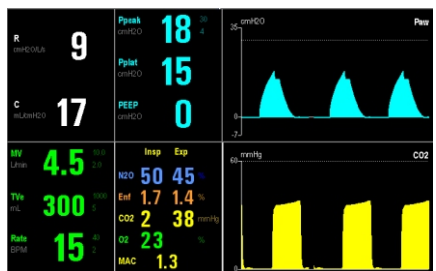 R
cmH2O/L/s
9
C
mL/cmH2O
17
Ppeak
cmH2O
18
38
4
Pplat
cmH2O
15
PEEP
cmH2O
0
cmH2O
Paw
35
0
-7
MV
L/min
4.5
10.0
2.0
TVe
mL
300
1000
5
Rate
BPM
15
40
2
Insp Exp
N2O 50 45 %
Enf 1.7 1.4 %
CO2 2 38 mmHg
O2 23 %
MAC 1.3
mmHg
CO2
60
0